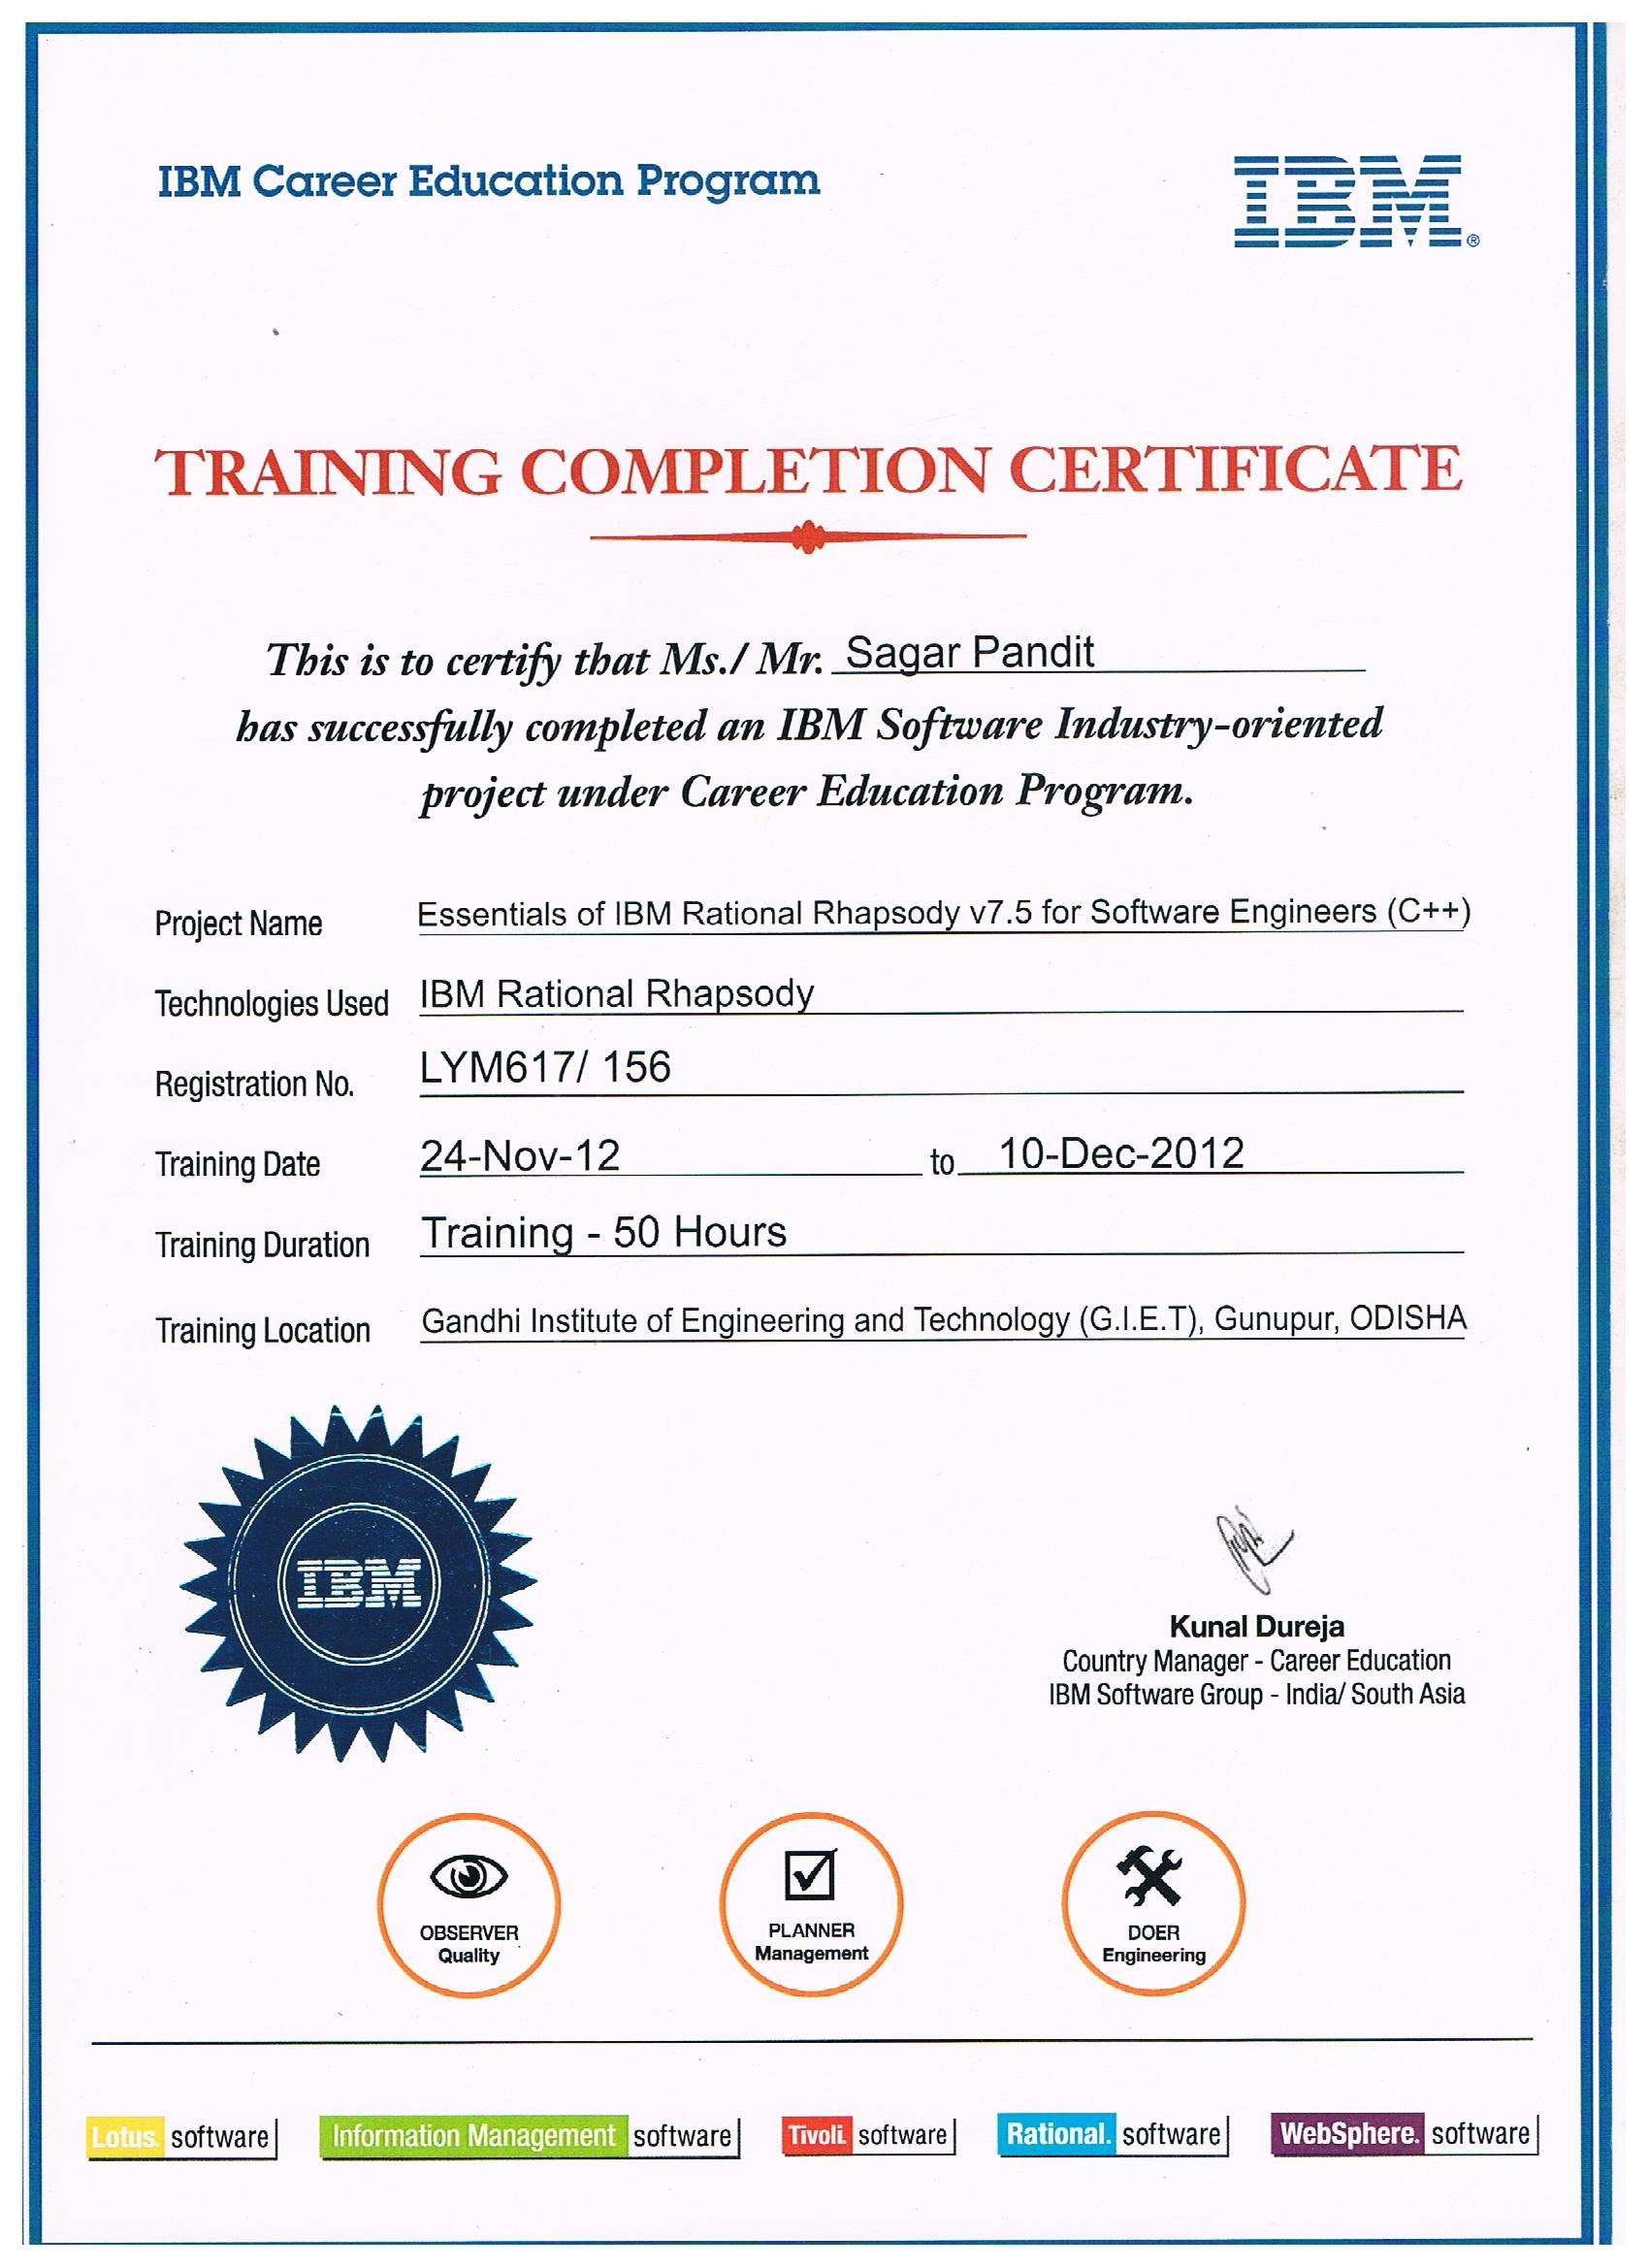 IBM Career Education Program
IBM®
TRAINING COMPLETION CERTIFICATE
This is to certify that Ms./ Mr. Sagar Pandit
has successfully completed an IBM Software Industry-oriented
project under Career Education Program.
Project Name Essentials of IBM Rational Rhapsody v7.5 for Software Engineers (C++)
Technologies Used IBM Rational Rhapsody
Registration No. LYM617/ 156
Training Date 24-Nov-12 to 10-Dec-2012
Training Duration Training - 50 Hours
Training Location Gandhi Institute of Engineering and Technology (G.I.E.T), Gunupur, ODISHA
IBM
Kunal Dureja
Country Manager - Career Education
IBM Software Group - India/ South Asia
OBSERVER
Quality
PLANNER
Management
DOER
Engineering
Lotus. software
Information Management software
Tivoli. software
Rational. software
WebSphere. software